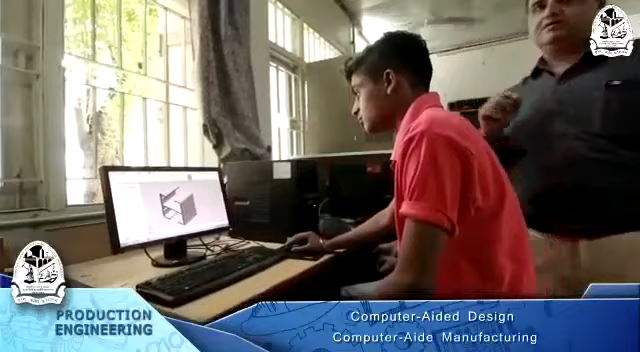 PRODUCTION
ENGINEERING
Computer-Aided Design
Computer-Aide Manufacturing